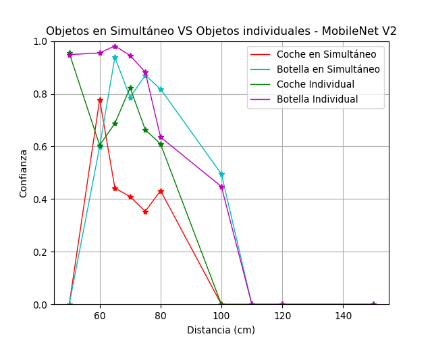 Objetos en Simultáneo VS Objetos individuales - MobileNet V2
Coche en Simultáneo
Botella en Simultáneo
Coche Individual
Botella Individual
Confianza
1.0
0.8
0.6
0.4
0.2
0.0
60 80 100 120 140
Distancia (cm)